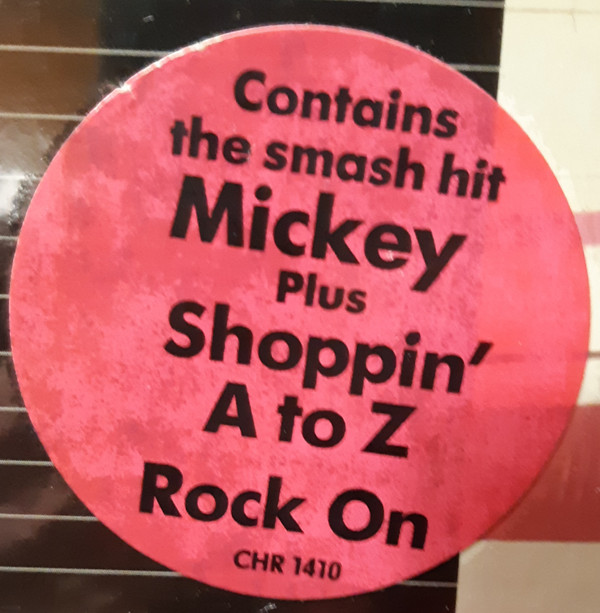 Contains
the smash hit
Mickey
Plus
Shoppin'
A to Z
Rock On
CHR 1410